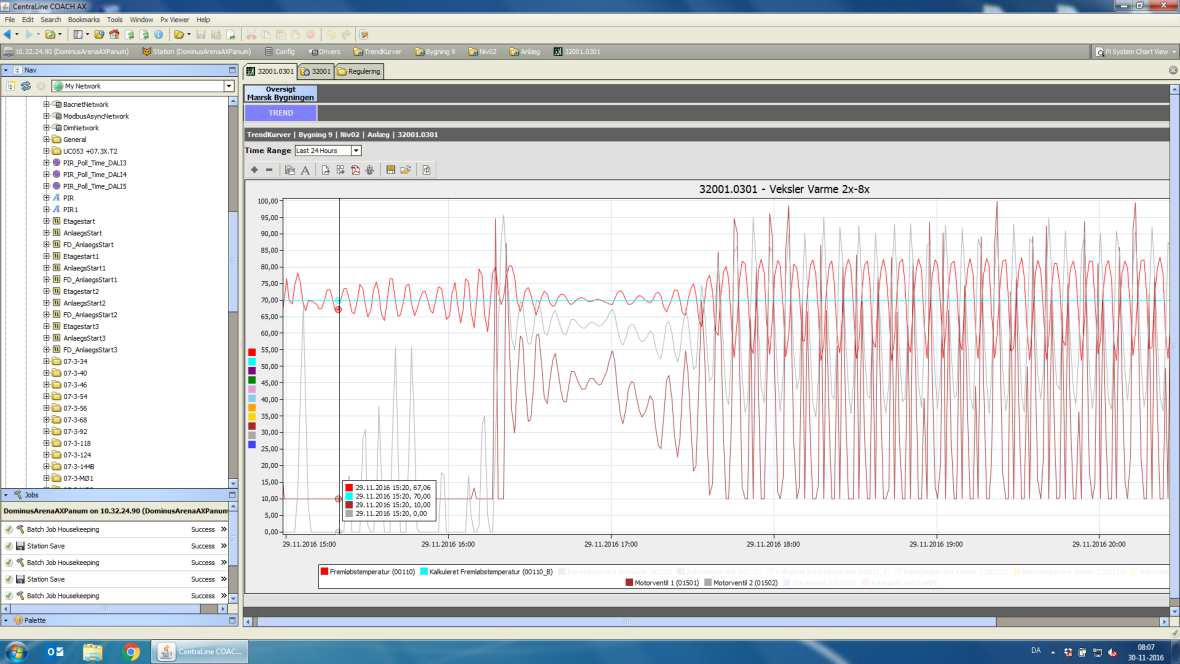 CentraLine COACH AX
File Edit Search Bookmarks Tools Window Px Viewer Help
10.32.24.90 (DominusArenaAXPanum) Station (DominusArenaAXPanum) Config Drivers TrendKurver Bygning 9 Niv02 Anlæg 32001.0301 Pi System Chart View
Nav
My Network
BacnetNetwork
ModbusAsyncNetwork
DimNetwork
General
UC053 +07.3X.T2
PIR_Poll_Time_DALI3
PIR_Poll_Time_DALI4
PIR_Poll_Time_DALI5
PIR
PIR1
Etagestart
AnlaegsStart
FD_AnlaegsStart
Etagestart1
AnlaegsStart1
FD_AnlaegsStart1
Etagestart2
AnlaegsStart2
FD_AnlaegsStart2
Etagestart3
AnlaegsStart3
FD_AnlaegsStart3
07-3-34
07-3-40
07-3-46
07-3-54
07-3-56
07-3-68
07-3-92
07-3-118
07-3-124
07-3-144B
07-3-MØ1
Jobs
DominusArenaAXPanum on 10.32.24.90 (DominusArenaAXPanum)
Batch Job Housekeeping Success »
Station Save Success »
Batch Job Housekeeping Success »
Station Save Success »
Batch Job Housekeeping Success »
Palette
32001.0301 32001 Regulering
Oversigt
Mærsk Bygningen
TREND
TrendKurver | Bygning 9 | Niv02 | Anlæg | 32001.0301
Time Range Last 24 Hours
32001.0301 - Veksler Varme 2x-8x
100,00
95,00
90,00
85,00
80,00
75,00
70,00
65,00
60,00
55,00
50,00
45,00
40,00
35,00
30,00
25,00
20,00
15,00
10,00
5,00
0,00
29.11.2016 15:20, 67,06
29.11.2016 15:20, 70,00
29.11.2016 15:20, 10,00
29.11.2016 15:20, 0,00
29.11.2016 15:00 29.11.2016 16:00 29.11.2016 17:00 29.11.2016 18:00 29.11.2016 19:00 29.11.2016 20:00
Fremløbstemperatur (00110) Kalkuleret Fremløbstemperatur (00110_B)
Motorventil 1 (01501) Motorventil 2 (01502)
CentraLine COAC...
DA
08:07
30-11-2016